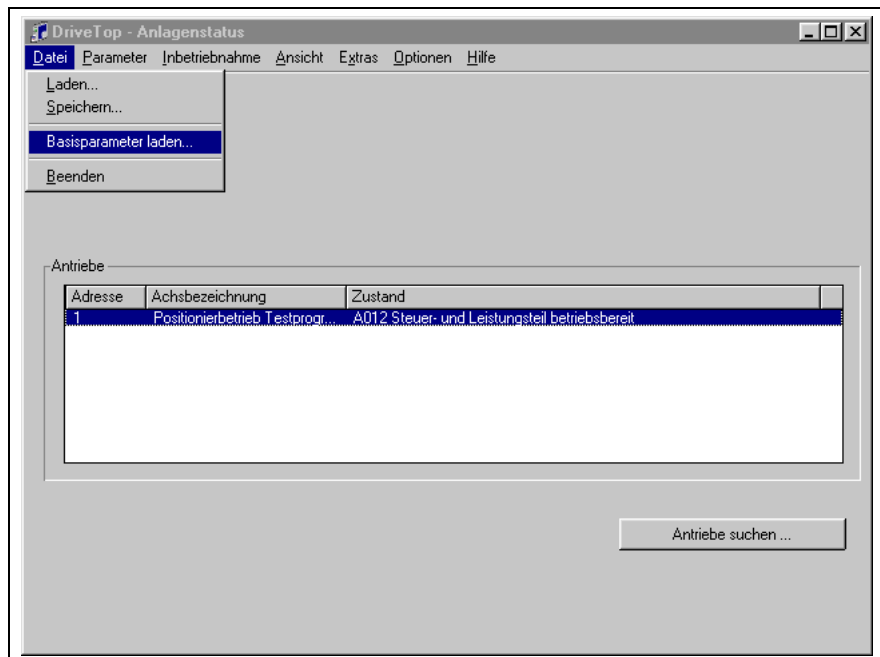 DriveTop - Anlagenstatus
Datei Parameter Inbetriebnahme Ansicht Extras Optionen Hilfe
Laden...
Speichern...
Basisparameter laden...
Beenden
Antriebe
Adresse Achsbezeichnung Zustand
1 Positionierbetrieb Testprogr... A012 Steuer- und Leistungsteil betriebsbereit
Antriebe suchen ...